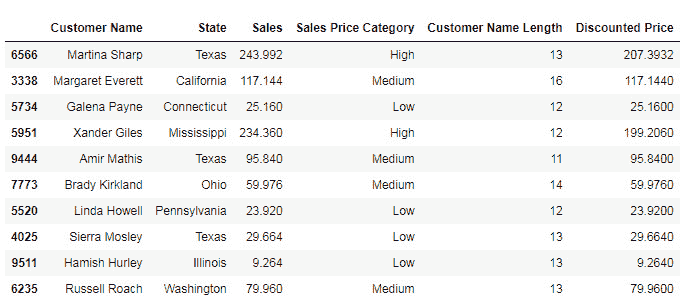 Customer Name State Sales Sales Price Category Customer Name Length Discounted Price
6566 Martina Sharp Texas 243.992 High 13 207.3932
3338 Margaret Everett California 117.144 Medium 16 117.1440
5734 Galena Payne Connecticut 25.160 Low 12 25.1600
5951 Xander Giles Mississippi 234.360 High 12 199.2060
9444 Amir Mathis Texas 95.840 Medium 11 95.8400
7773 Brady Kirkland Ohio 59.976 Medium 14 59.9760
5520 Linda Howell Pennsylvania 23.920 Low 12 23.9200
4025 Sierra Mosley Texas 29.664 Low 13 29.6640
9511 Hamish Hurley Illinois 9.264 Low 13 9.2640
6235 Russell Roach Washington 79.960 Medium 13 79.9600